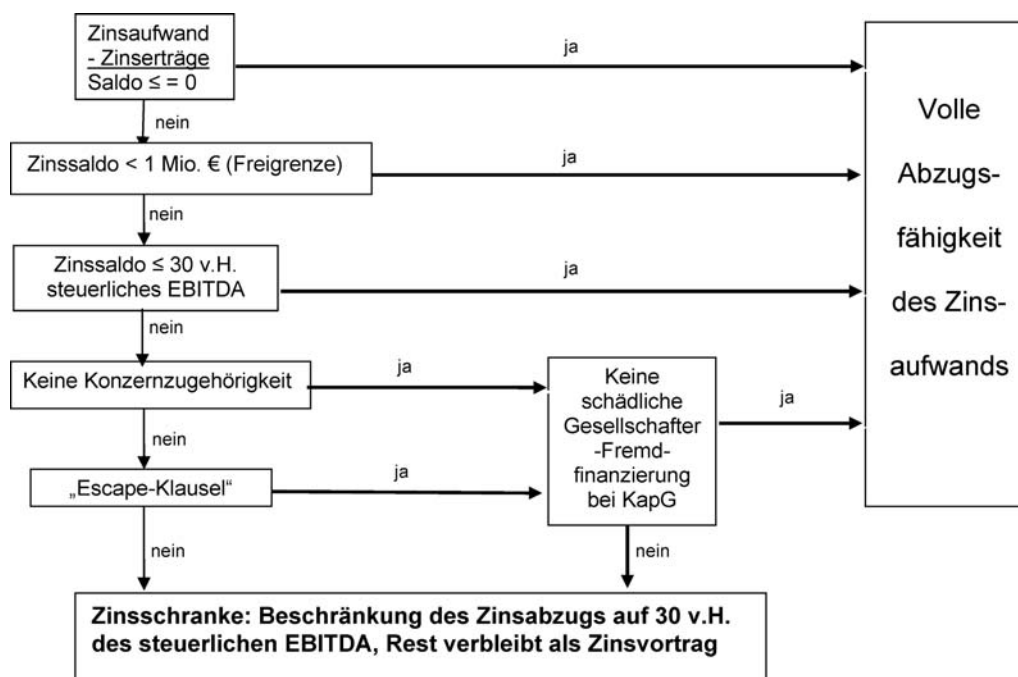 Zinsaufwand
- Zinserträge
Saldo ≤ = 0
ja
nein
Volle
Abzugs-
fähigkeit
des Zins-
aufwands
Zinssaldo < 1 Mio. € (Freigrenze)
ja
nein
Zinssaldo ≤ 30 v.H.
steuerliches EBITDA
ja
nein
Keine Konzernzugehörigkeit
ja
Keine
schädliche
Gesellschafter
-Fremd-
finanzierung
bei KapG
ja
nein
„Escape-Klausel“
ja
nein
nein
Zinsschranke: Beschränkung des Zinsabzugs auf 30 v.H.
des steuerlichen EBITDA, Rest verbleibt als Zinsvortrag